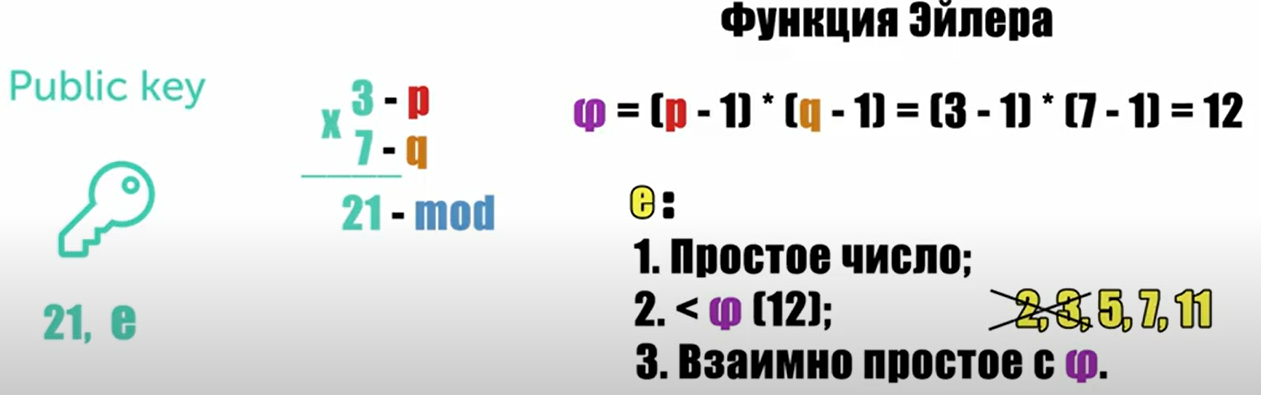 Функция Эйлера
Public key
x 3 - p
7 - q
21 - mod
φ = (p - 1) * (q - 1) = (3 - 1) * (7 - 1) = 12
e:
1. Простое число;
2. < φ (12);
2, 3, 5, 7, 11
3. Взаимно простое с φ.
21, e